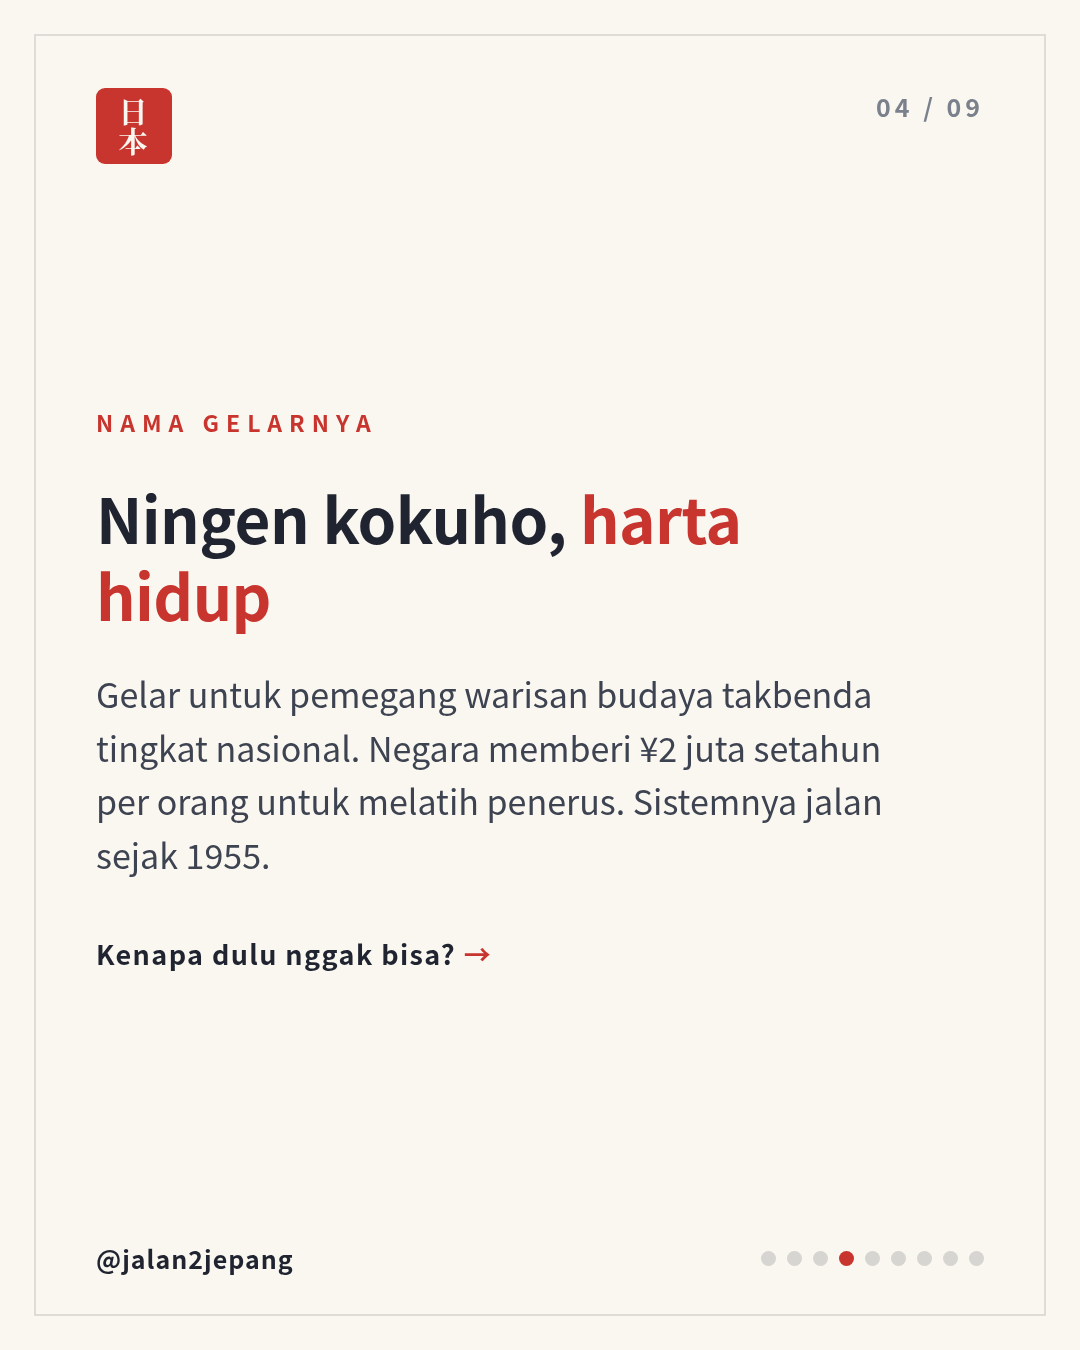 日
本
04 / 09
NAMA GELARNYA
Ningen kokuho, harta
hidup
Gelar untuk pemegang warisan budaya takbenda
tingkat nasional. Negara memberi ¥2 juta setahun
per orang untuk melatih penerus. Sistemnya jalan
sejak 1955.
Kenapa dulu nggak bisa? →
@jalan2jepang